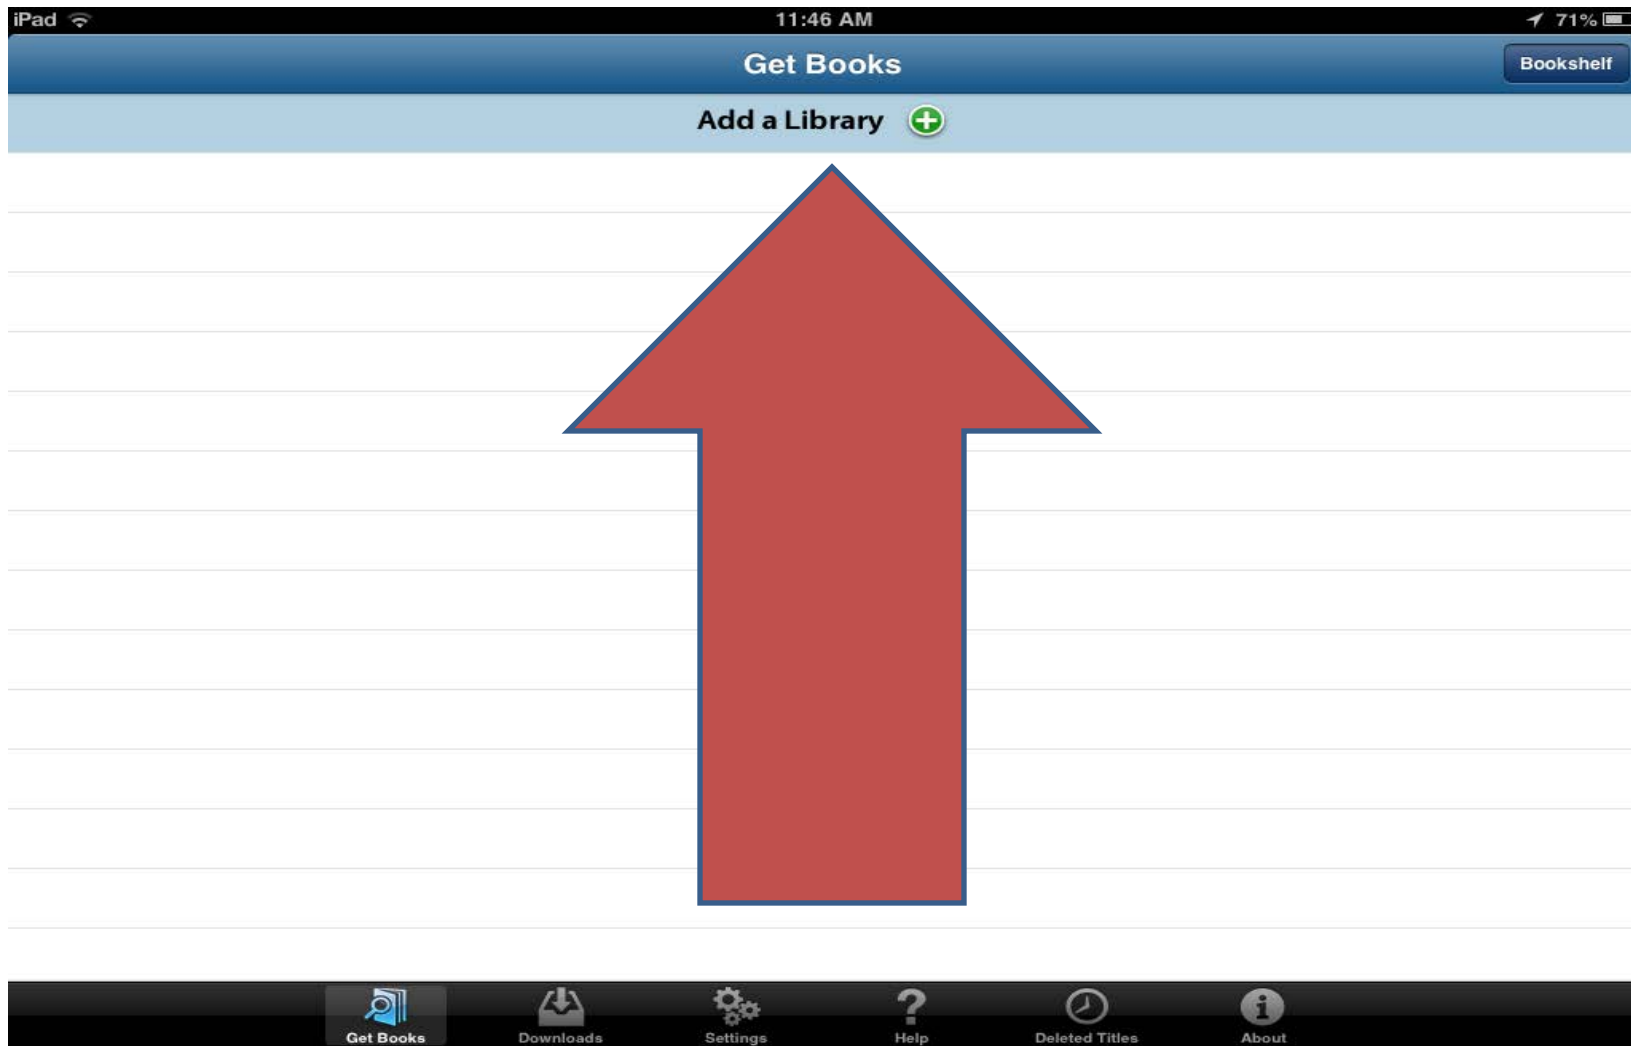 iPad 11:46 AM 71%
Get Books Bookshelf
Add a Library
Get Books Downloads Settings Help Deleted Titles About